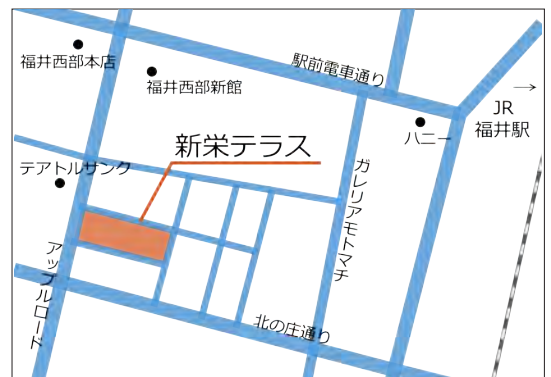 福井西部本店
福井西部新館
駅前電車通り
ハニー
→
JR
福井駅
新栄テラス
テアトルサンク
ガレリアモトマチ
アップルロード
北の庄通り